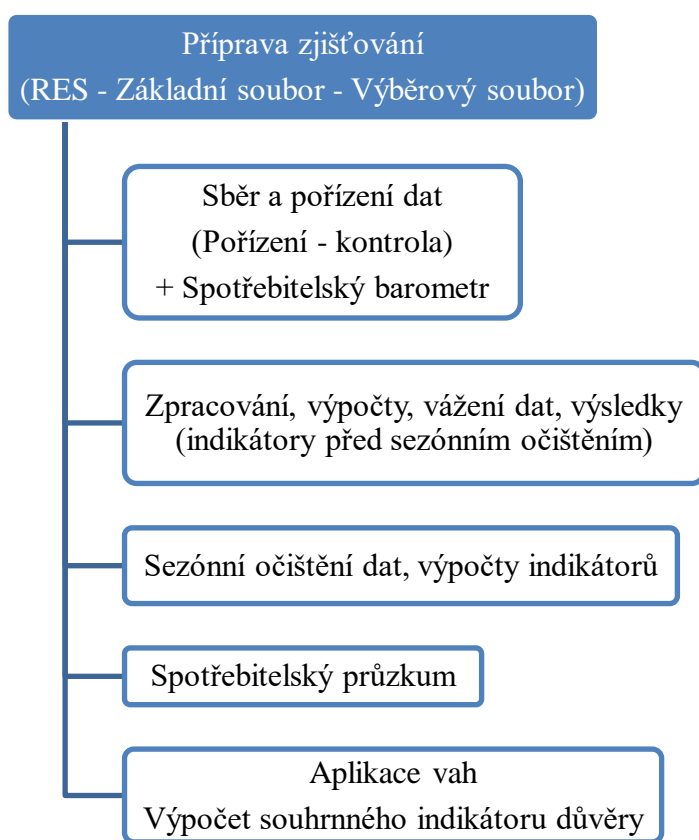 Příprava zjišťování
(RES - Základní soubor - Výběrový soubor)
Sběr a pořízení dat
(Pořízení - kontrola)
+ Spotřebitelský barometr
Zpracování, výpočty, vážení dat, výsledky
(indikátory před sezónním očištěním)
Sezónní očištění dat, výpočty indikátorů
Spotřebitelský průzkum
Aplikace vah
Výpočet souhrnného indikátoru důvěry